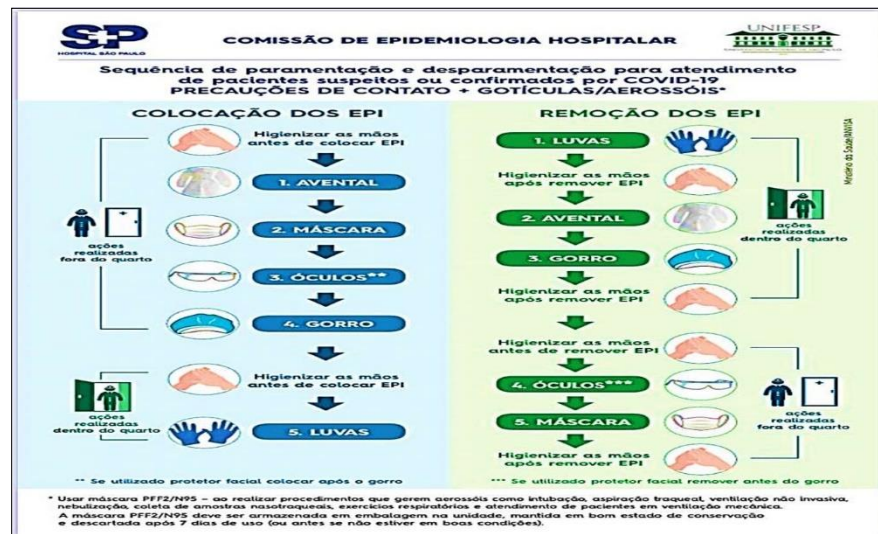 S+P
HOSPITAL SÃO PAULO
COMISSÃO DE EPIDEMIOLOGIA HOSPITALAR
UNIFESP
Sequência de paramentação e desparamentação para atendimento
de pacientes suspeitos ou confirmados por COVID-19
PRECAUÇÕES DE CONTATO + GOTÍCULAS/AEROSSÓIS*
COLOCAÇÃO DOS EPI
Higienizar as mãos
antes de colocar EPI
1. AVENTAL
2. MÁSCARA
ações
realizadas
fora do quarto
3. ÓCULOS**
4. GORRO
Higienizar as mãos
antes de colocar EPI
ações
realizadas
dentro do quarto
5. LUVAS
** Se utilizado protetor facial colocar após o gorro
REMOÇÃO DOS EPI
Ministério da Saúde/ANVISA
1. LUVAS
Higienizar as mãos
após remover EPI
2. AVENTAL
ações
realizadas
dentro do quarto
3. GORRO
Higienizar as mãos
após remover EPI
Higienizar as mãos
antes de remover EPI
4. ÓCULOS***
5. MÁSCARA
ações
realizadas
fora do quarto
Higienizar as mãos
após remover EPI
*** Se utilizado protetor facial remover antes do gorro
* Usar máscara PFF2/N95 – ao realizar procedimentos que gerem aerossóis como intubação, aspiração traqueal, ventilação não invasiva,
nebulização, coleta de amostras nasotraqueais, exercícios respiratórios e atendimento de pacientes em ventilação mecânica.
A máscara PFF2/N95 deve ser armazenada em embalagem na unidade, mantida em bom estado de conservação
e descartada após 7 dias de uso (ou antes se não estiver em boas condições).